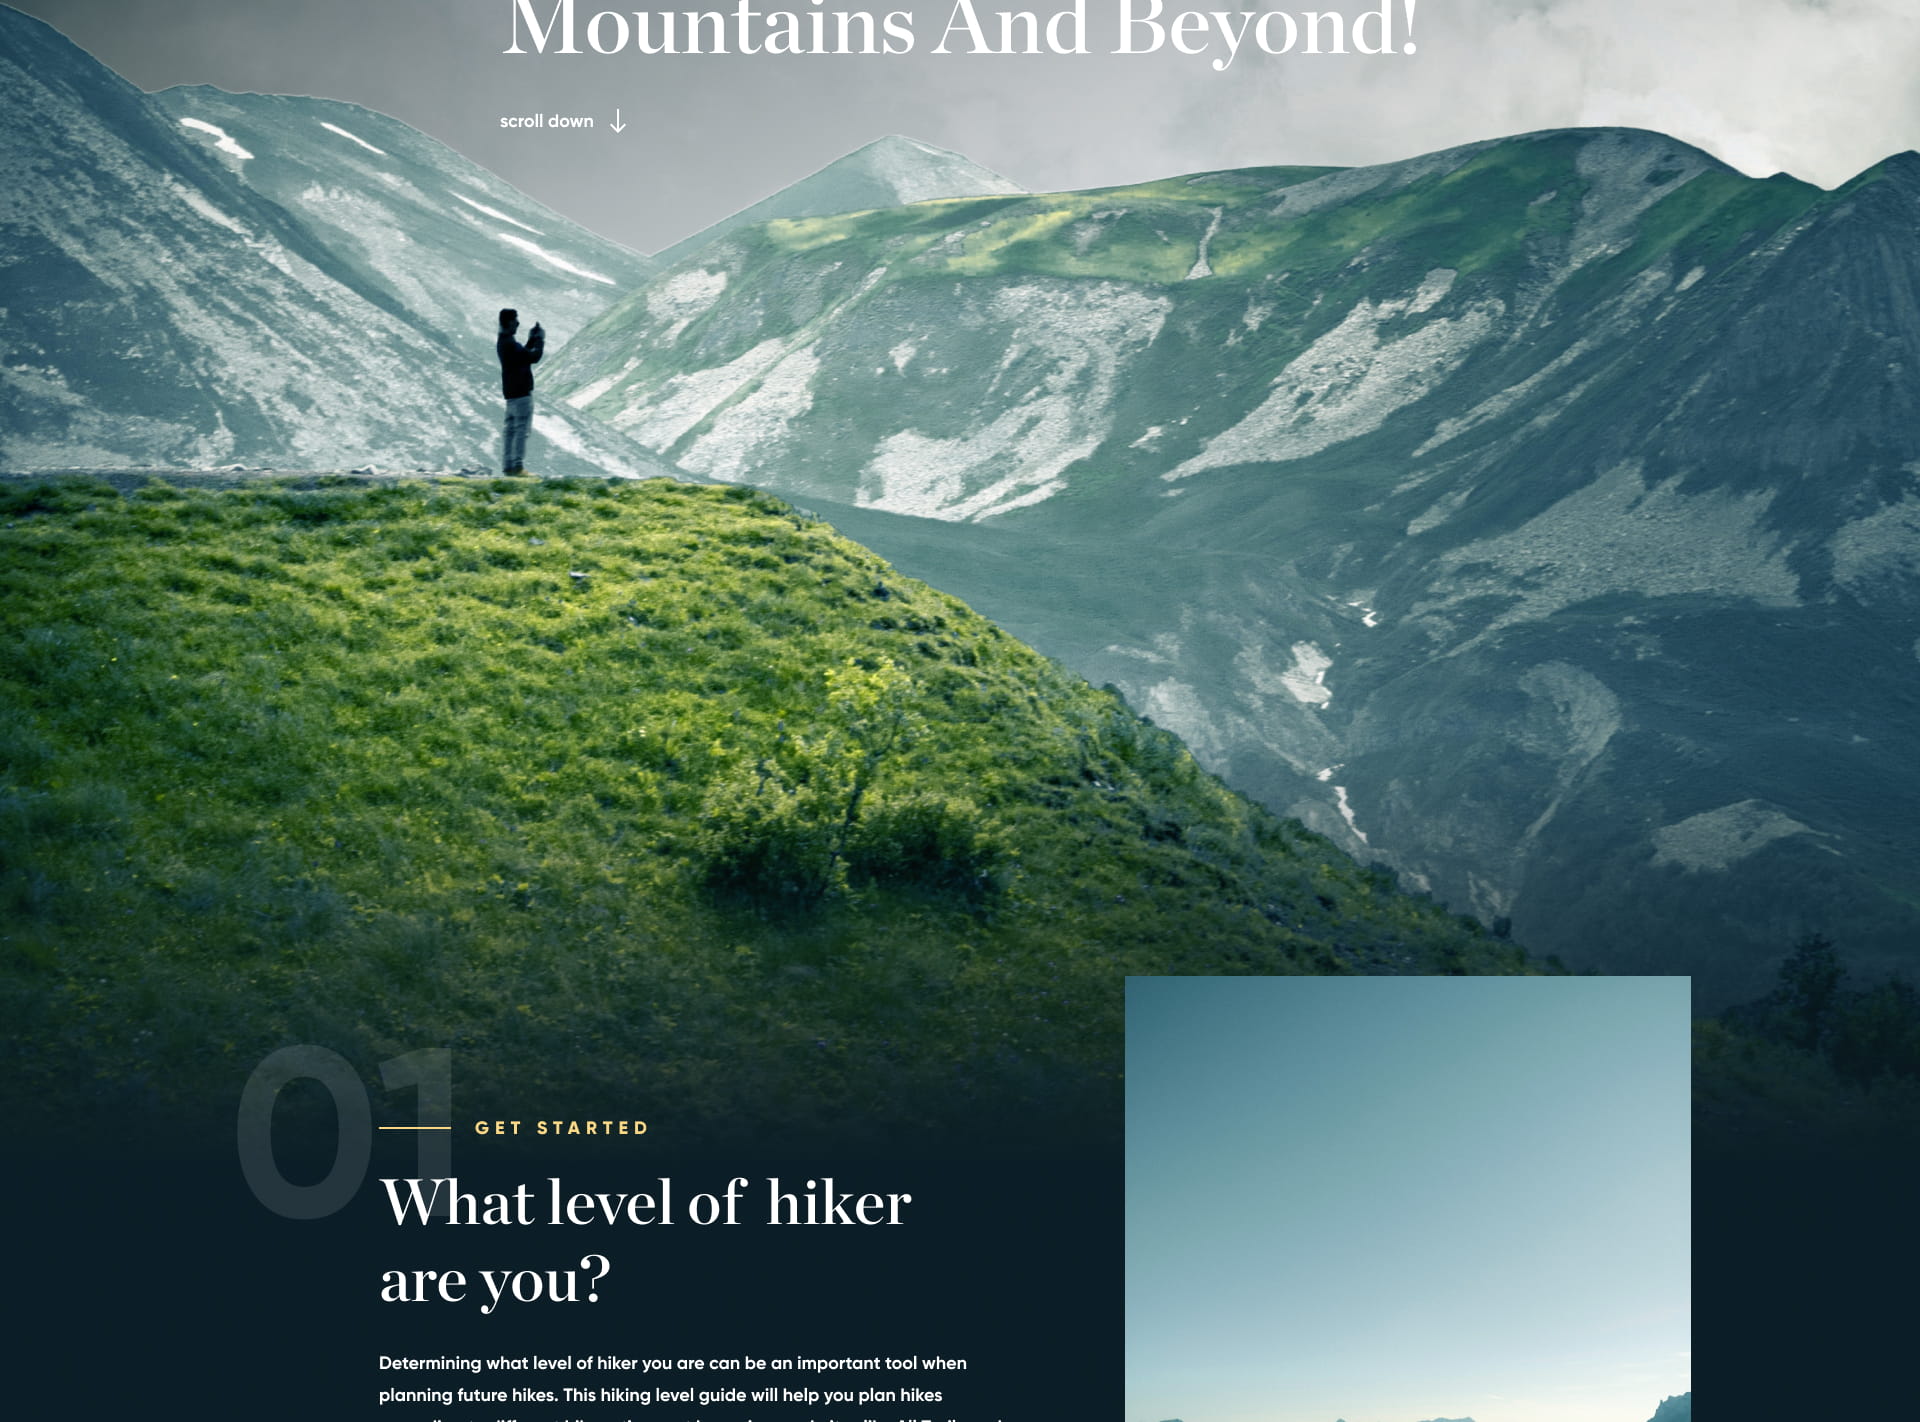 Mountains And Beyond!
scroll down
01
GET STARTED
What level of hiker
are you?
Determining what level of hiker you are can be an important tool when
planning future hikes. This hiking level guide will help you plan hikes